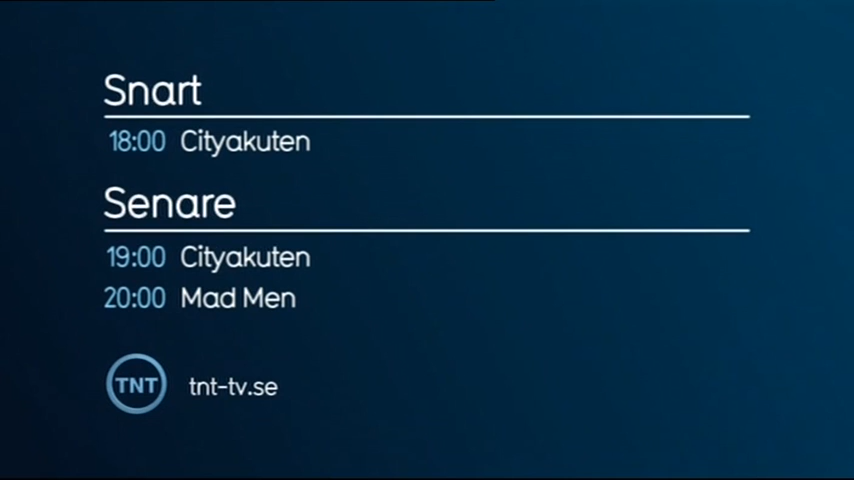 Snart
18:00 Cityakuten
Senare
19:00 Cityakuten
20:00 Mad Men
TNT tnt-tv.se